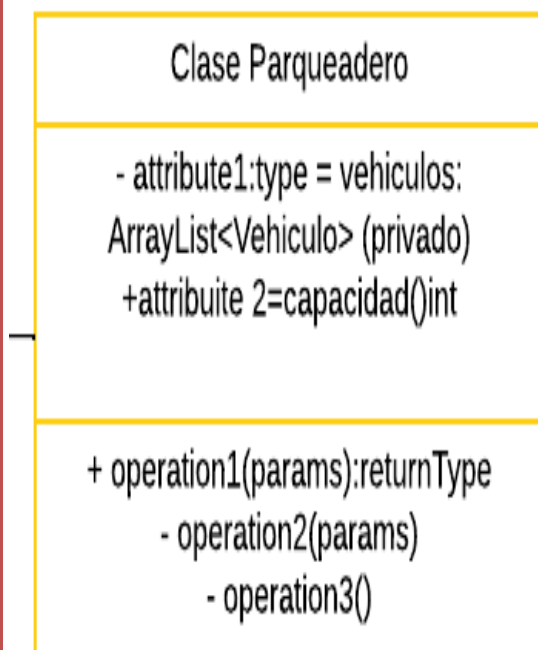 Clase Parqueadero
- attribute1:type = vehiculos:
ArrayList<Vehiculo> (privado)
+attribuite 2=capacidad()int
+ operation1(params):returnType
- operation2(params)
- operation3()